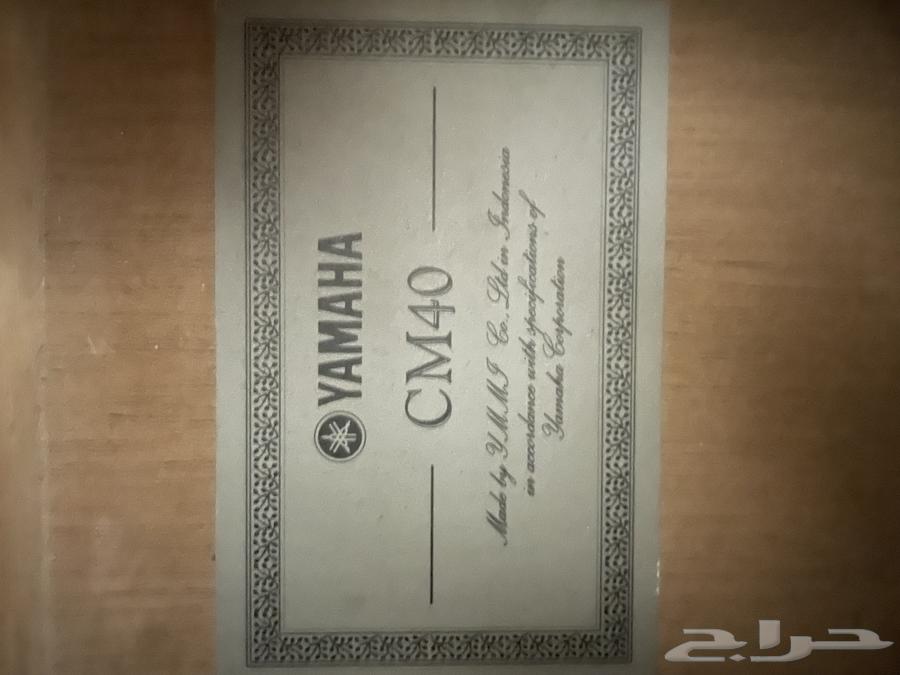 YAMAHA
CM40
Made by YMMI Co., Ltd in Indonesia
in accordance with specifications of
Yamaha Corporation
حراج